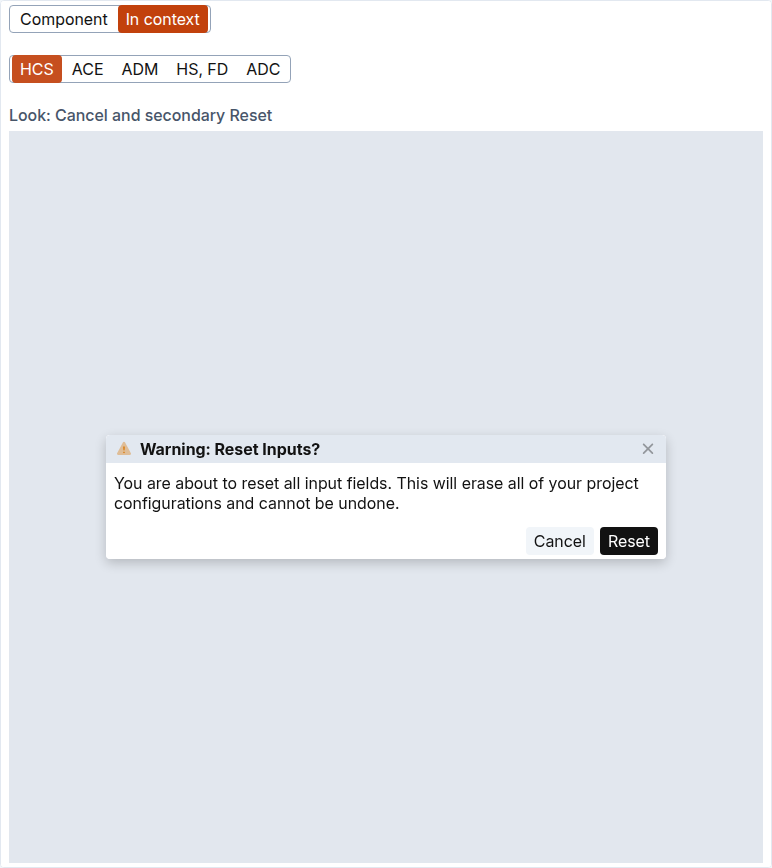 Component In context
HCS ACE ADM HS, FD ADC
Look: Cancel and secondary Reset
Warning: Reset Inputs?
You are about to reset all input fields. This will erase all of your project
configurations and cannot be undone.
Cancel Reset